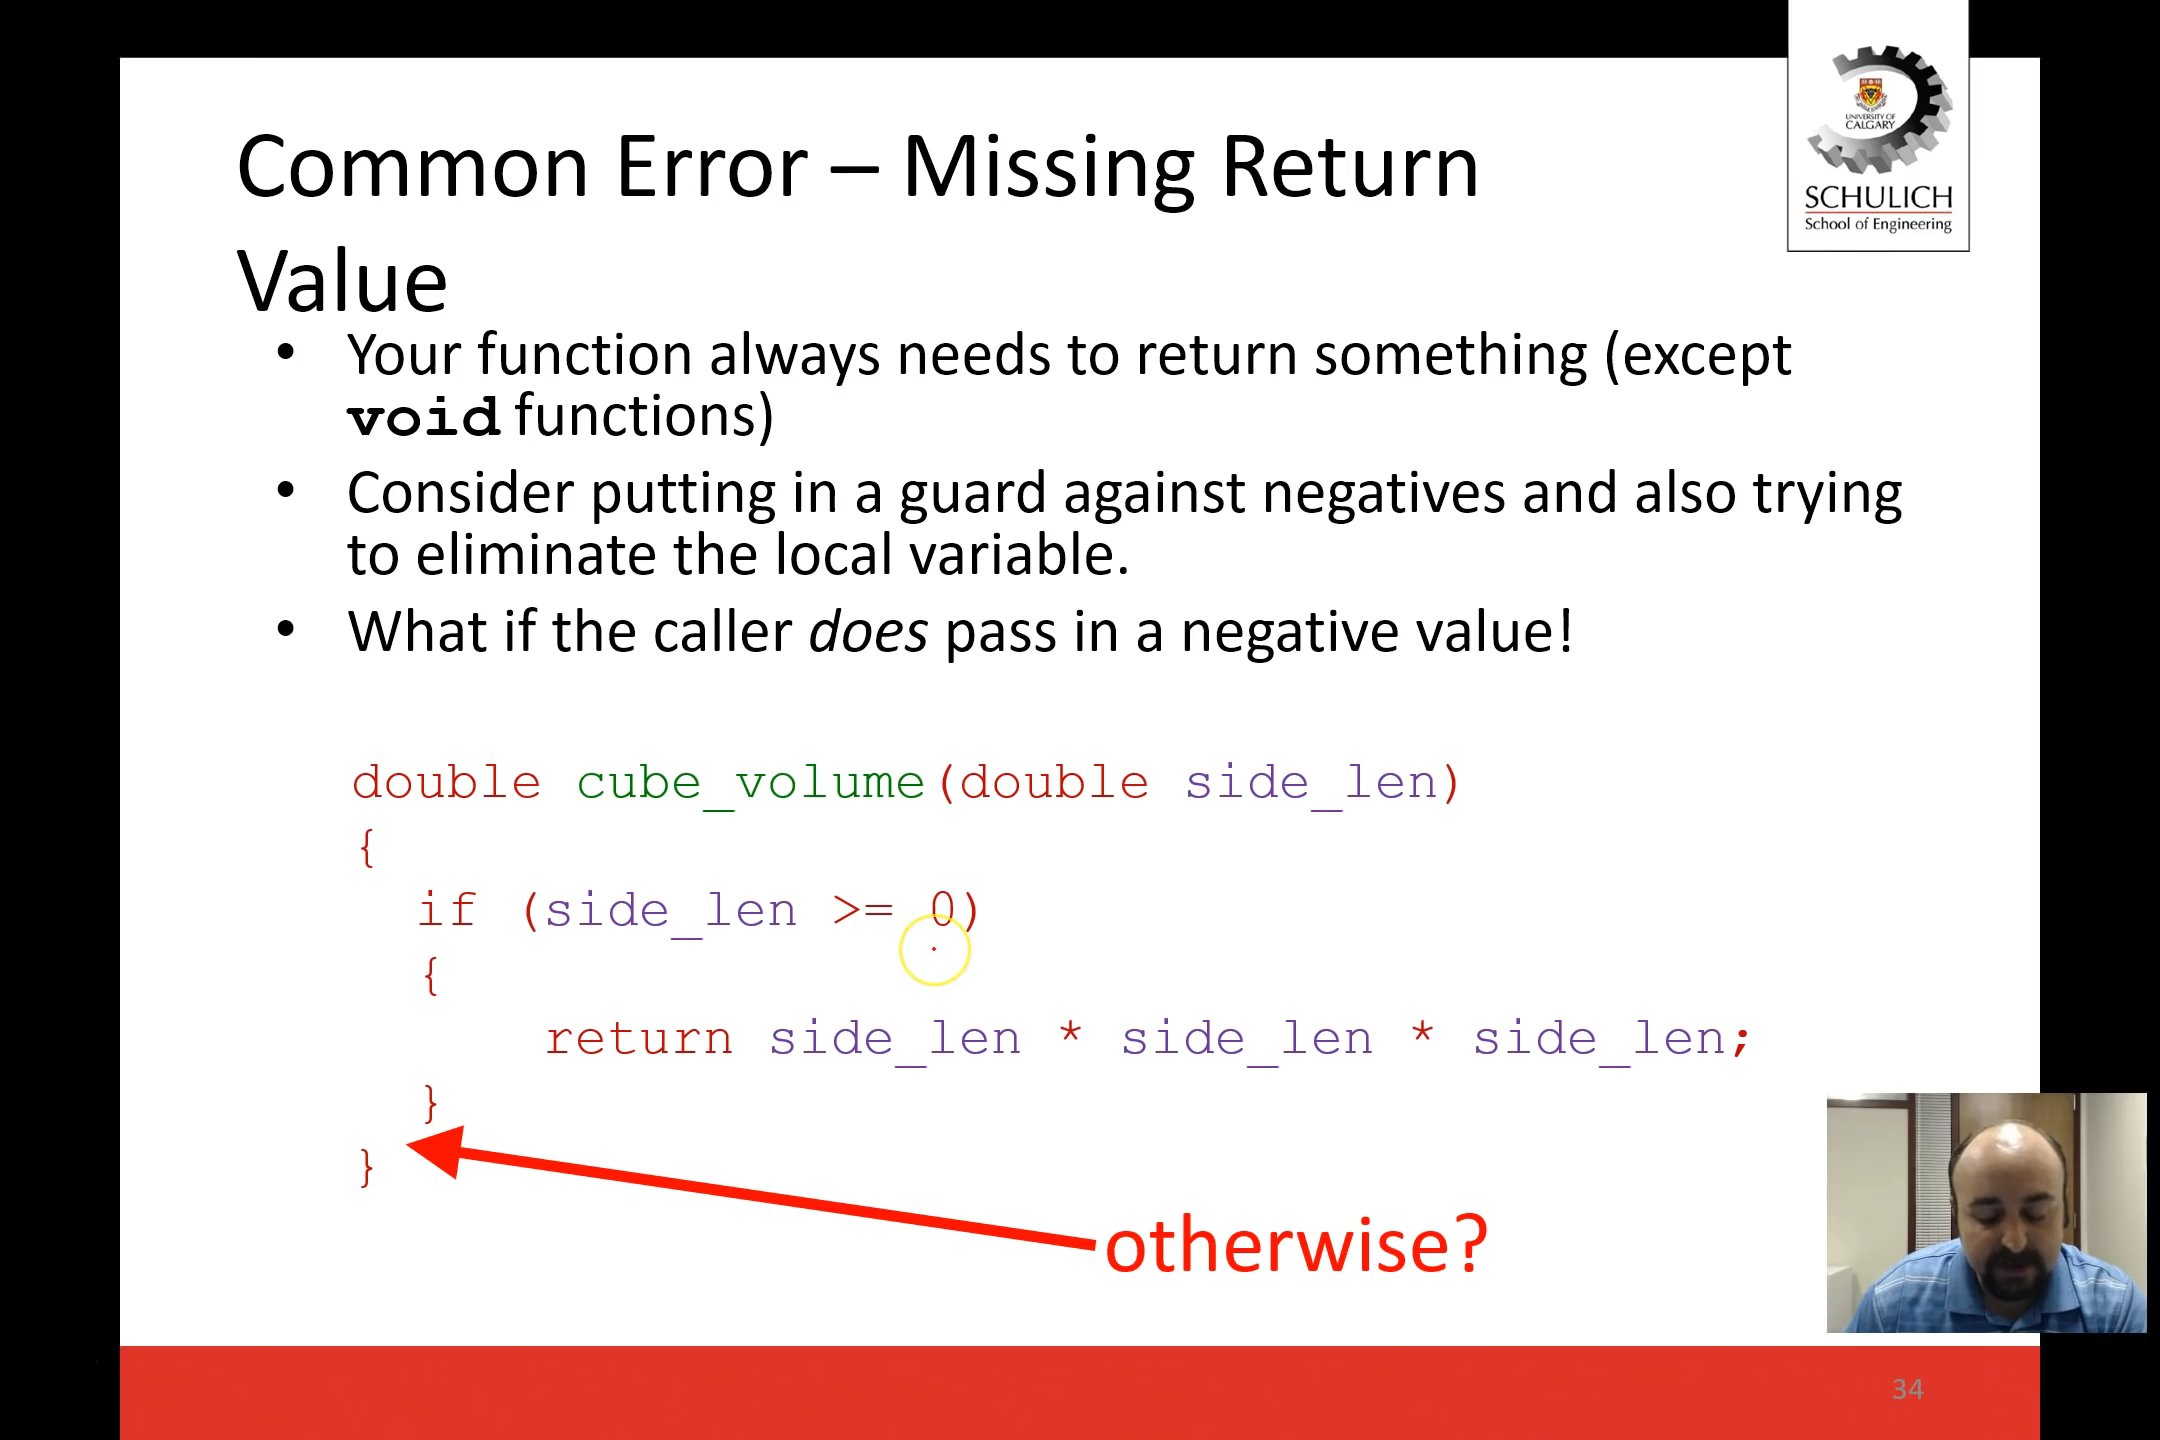 UNIVERSITY OF
CALGARY
SCHULICH
School of Engineering
Common Error – Missing Return
Value
• Your function always needs to return something (except
void functions)
• Consider putting in a guard against negatives and also trying
to eliminate the local variable.
• What if the caller does pass in a negative value!
double cube_volume(double side_len)
{
if (side_len >= 0)
{
return side_len * side_len * side_len;
}
}
otherwise?
34